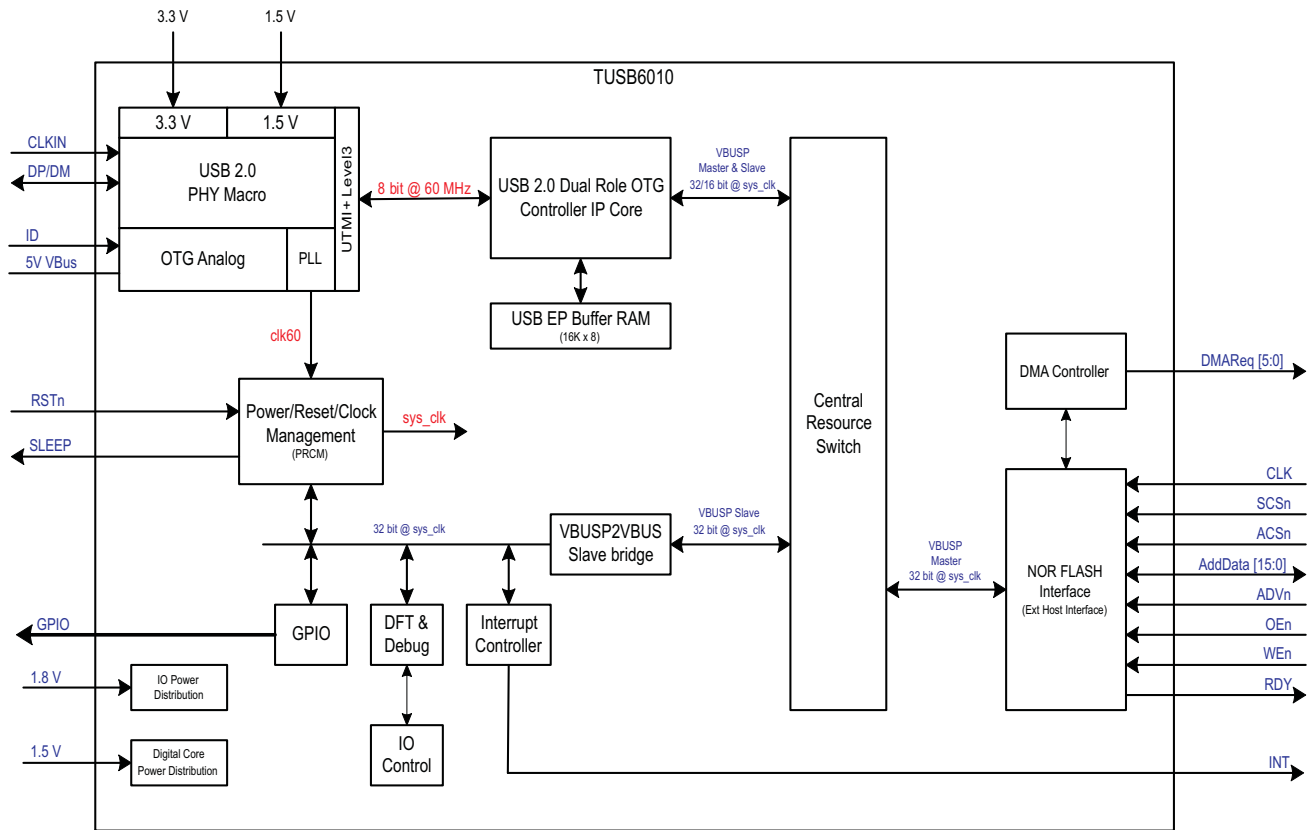 3.3 V
1.5 V
TUSB6010
3.3 V
1.5 V
CLKIN
DP/DM
USB 2.0
PHY Macro
UTMI + Level3
ID
5V VBus
OTG Analog
PLL
8 bit @ 60 MHz
USB 2.0 Dual Role OTG
Controller IP Core
VBUSP
Master & Slave
32/16 bit @ sys_clk
USB EP Buffer RAM
(16K x 8)
clk60
RSTn
SLEEP
Power/Reset/Clock
Management
(PRCM)
sys_clk
Central
Resource
Switch
DMA Controller
DMAReq [5:0]
32 bit @ sys_clk
VBUSP2VBUS
Slave bridge
VBUSP Slave
32 bit @ sys_clk
VBUSP
Master
32 bit @ sys_clk
NOR FLASH
Interface
(Ext Host Interface)
CLK
SCSn
ACSn
AddData [15:0]
ADVn
OEn
WEn
RDY
GPIO
GPIO
DFT &
Debug
Interrupt
Controller
1.8 V
IO Power
Distribution
1.5 V
Digital Core
Power Distribution
IO
Control
INT